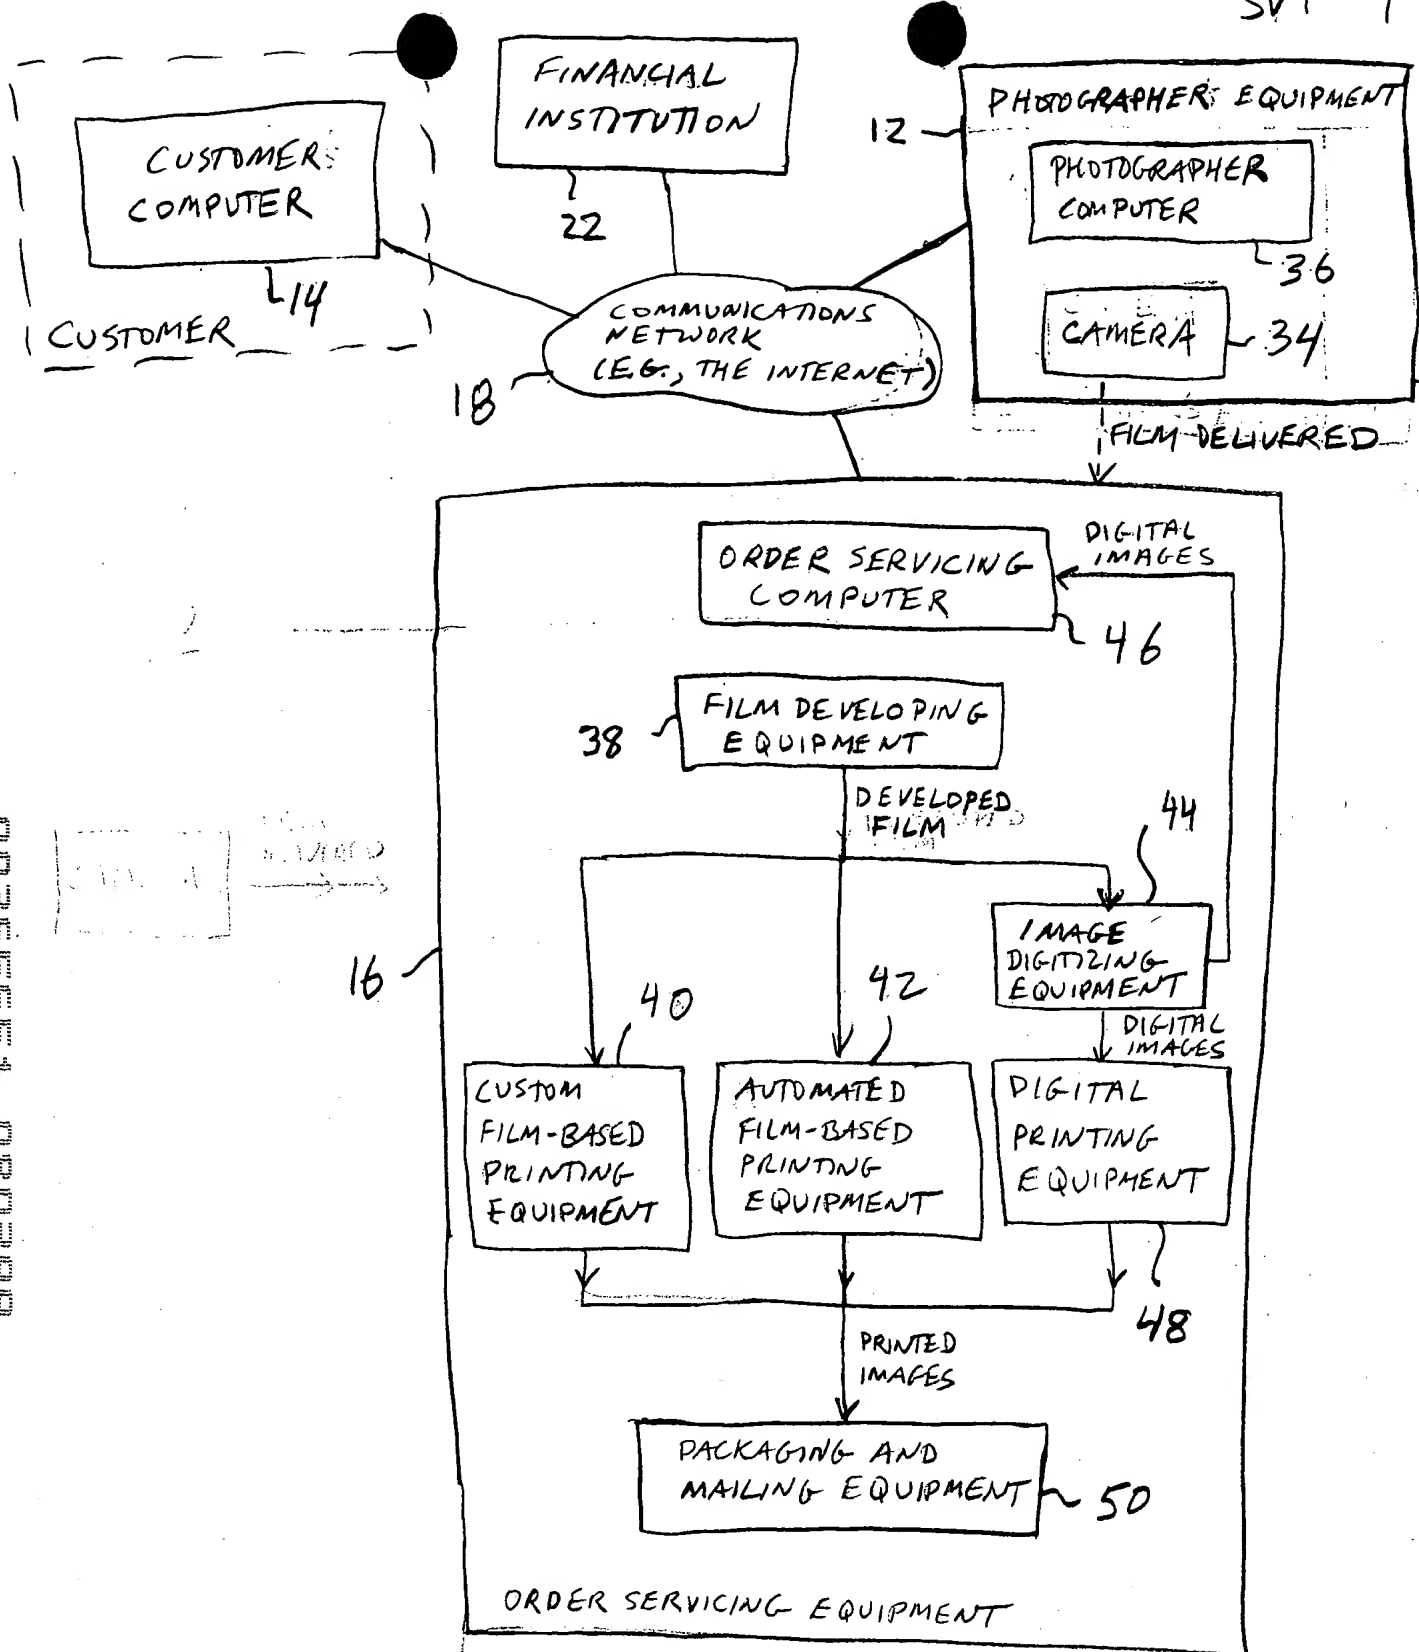 FINANCIAL
INSTITUTION
22
CUSTOMER
COMPUTER
14
CUSTOMER
PHOTOGRAPHER EQUIPMENT
12
PHOTOGRAPHER
COMPUTER
36
CAMERA
34
COMMUNICATIONS
NETWORK
(E.G., THE INTERNET)
18
FILM DELIVERED
ORDER SERVICING
COMPUTER
46
DIGITAL
IMAGES
FILM DEVELOPING
EQUIPMENT
38
DEVELOPED
FILM
44
IMAGE
DIGITIZING
EQUIPMENT
16
40
42
DIGITAL
IMAGES
CUSTOM
FILM-BASED
PRINTING
EQUIPMENT
AUTOMATED
FILM-BASED
PRINTING
EQUIPMENT
DIGITAL
PRINTING
EQUIPMENT
48
PRINTED
IMAGES
PACKAGING AND
MAILING EQUIPMENT
50
ORDER SERVICING EQUIPMENT